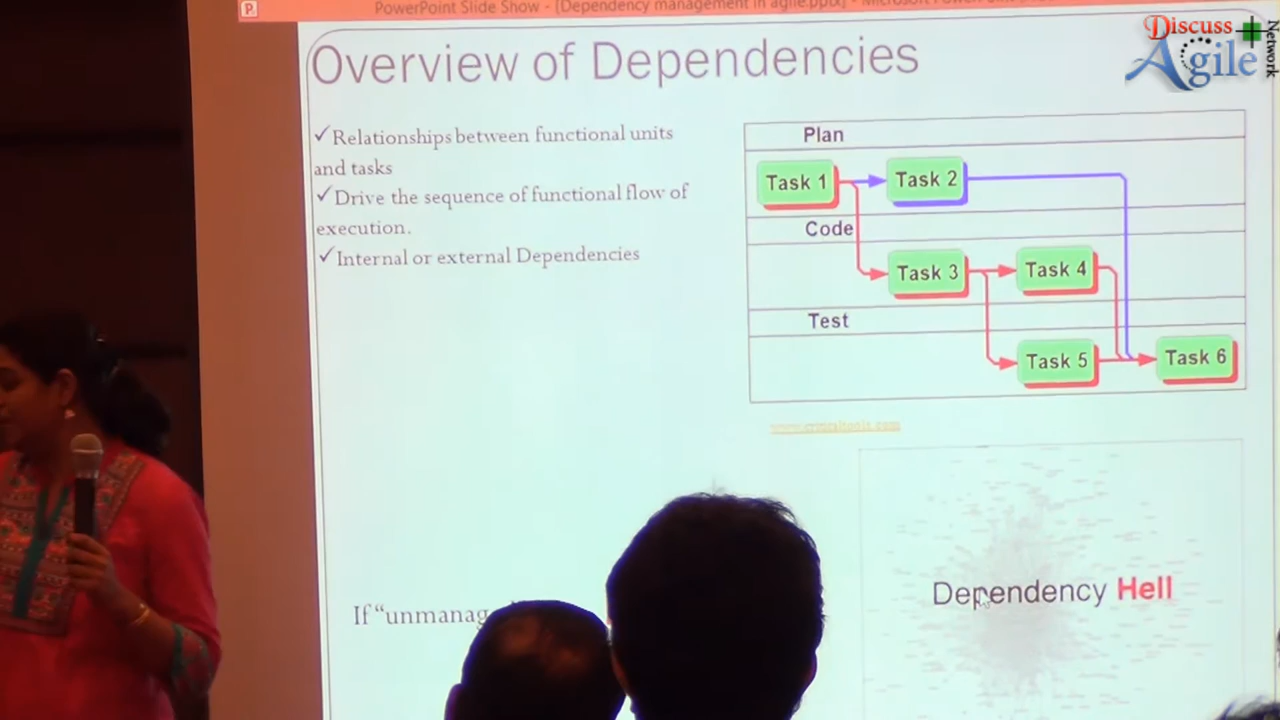 PowerPoint Slide Show - [Dependency management in agile.pptx] - Microsoft
Discuss
Agile
Network
Overview of Dependencies
✓Relationships between functional units
and tasks
✓Drive the sequence of functional flow of
execution.
✓Internal or external Dependencies
Plan
Task 1
Task 2
Code
Task 3
Task 4
Test
Task 5
Task 6
If “unmanag
Dependency Hell